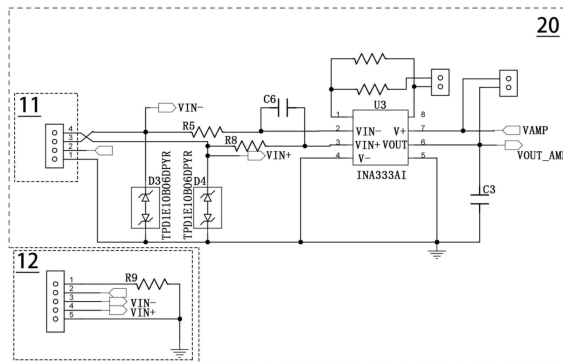 20
11
4
3
2
1
VIN-
R5
C6
R8
VIN+
D3
TPD1E10B06DPYR
D4
TPD1E10B06DPYR
U3
1
2
3
4
VIN-
VIN+
V-
V+
VOUT
8
7
6
5
INA333AI
VAMP
VOUT_AMP
C3
12
1
2
3
4
5
R9
VIN-
VIN+